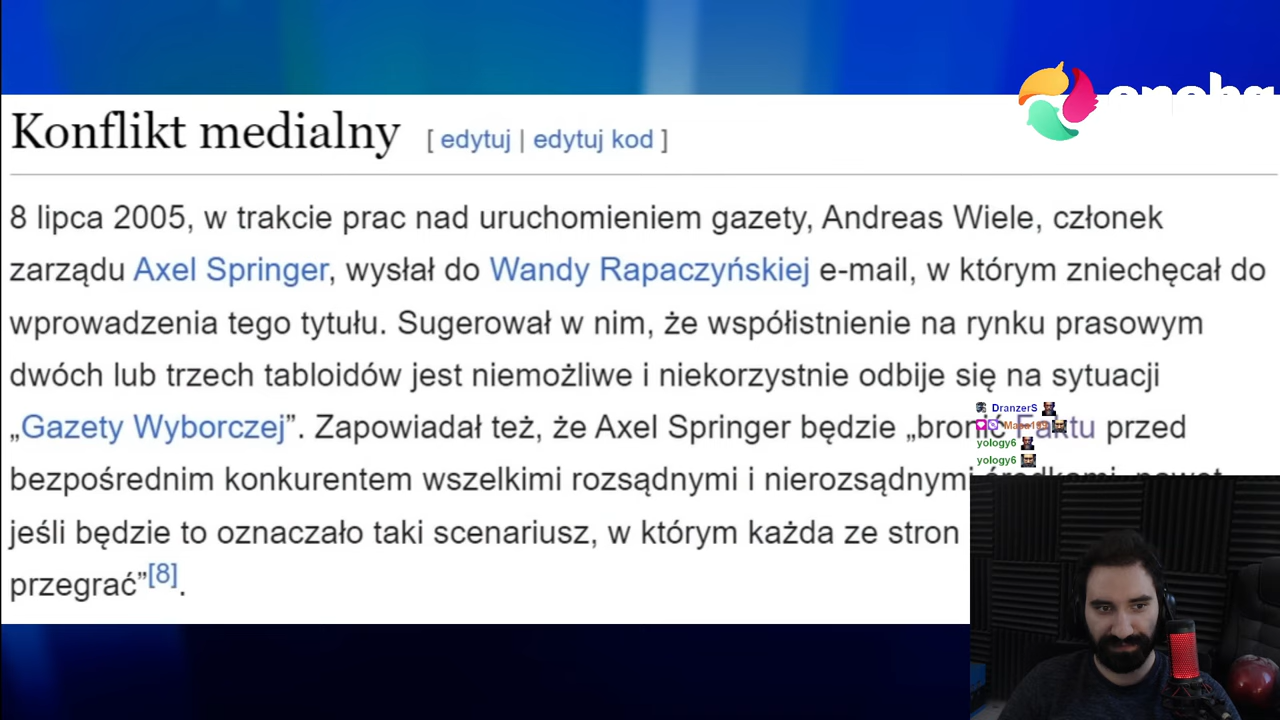 eneba
Konflikt medialny [ edytuj | edytuj kod ]
8 lipca 2005, w trakcie prac nad uruchomieniem gazety, Andreas Wiele, członek
zarządu Axel Springer, wysłał do Wandy Rapaczyńskiej e-mail, w którym zniechęcał do
wprowadzenia tego tytułu. Sugerował w nim, że współistnienie na rynku prasowym
dwóch lub trzech tabloidów jest niemożliwe i niekorzystnie odbije się na sytuacji
„Gazety Wyborczej”. Zapowiadał też, że Axel Springer będzie „bronić Faktu przed
bezpośrednim konkurentem wszelkimi rozsądnymi i nierozsądnymi środkami, nawet
jeśli będzie to oznaczało taki scenariusz, w którym każda ze stron
przegrać”[8].
DranzerS
yology6
yology6